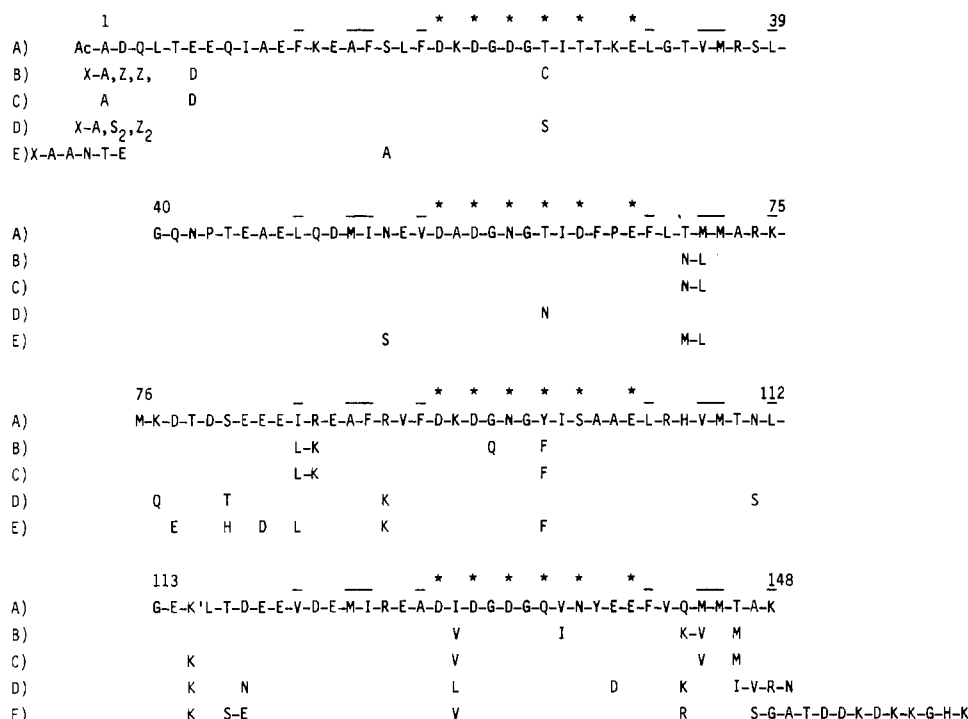 1 * * * * * * 39
A) Ac-A-D-Q-L-T-E-E-Q-I-A-E-F-K-E-A-F-S-L-F-D-K-D-G-D-G-T-I-T-T-K-E-L-G-T-V-M-R-S-L-
B) X-A,Z,Z, D C
C) A D
D) X-A,S₂,Z₂ S
E)X-A-A-N-T-E A
40 * * * * * * 75
A) G-Q-N-P-T-E-A-E-L-Q-D-M-I-N-E-V-D-A-D-G-N-G-T-I-D-F-P-E-F-L-T-M-M-A-R-K-
B) N-L
C) N-L
D) N
E) S M-L
76 * * * * * * 112
A) M-K-D-T-D-S-E-E-E-I-R-E-A-F-R-V-F-D-K-D-G-N-G-Y-I-S-A-A-E-L-R-H-V-M-T-N-L-
B) L-K Q F
C) L-K F
D) Q T K S
E) E H D L K F
113 * * * * * * 148
A) G-E-K'L-T-D-E-E-V-D-E-M-I-R-E-A-D-I-D-G-D-G-Q-V-N-Y-E-E-F-V-Q-M-M-T-A-K
B) V I K-V M
C) K V V M
D) K N L D K I-V-R-N
E) K S-E V R S-G-A-T-D-D-K-D-K-K-G-H-K